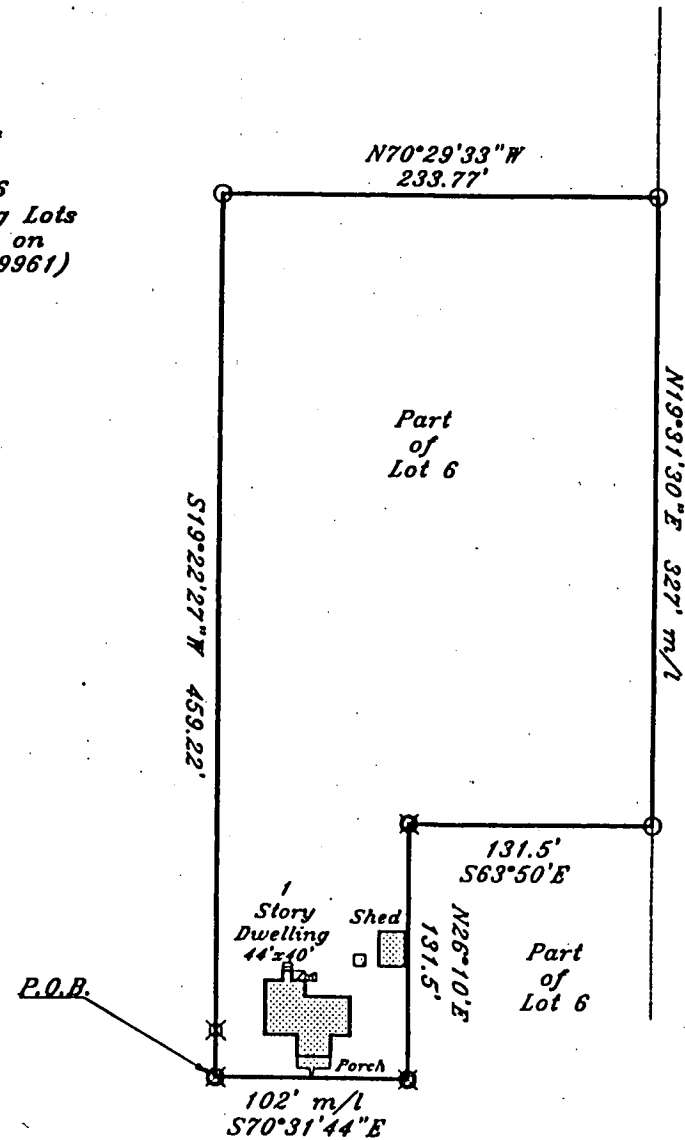 6
g Lots
on
9961)
N70°29'33"W
233.77'
Part
of
Lot 6
N19°31'30"E 327' m/l
S19°22'27"W 459.22'
131.5'
S63°50'E
1
Story
Dwelling
44'x40'
Shed
N26°10'E
131.5'
Part
of
Lot 6
P.O.B.
Porch
102' m/l
S70°31'44"E